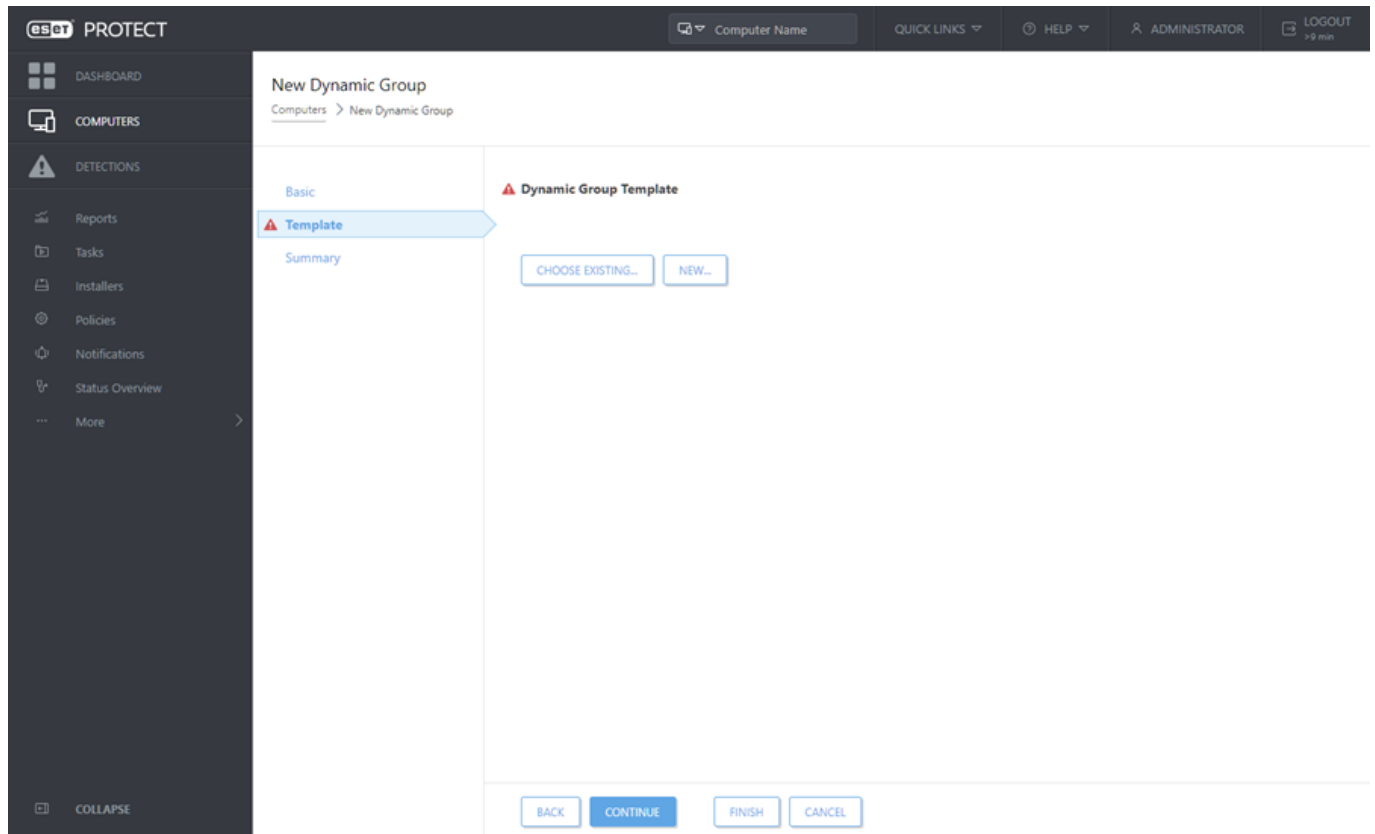 eset PROTECT
Computer Name
QUICK LINKS
HELP
ADMINISTRATOR
LOGOUT
>9 min
DASHBOARD
COMPUTERS
DETECTIONS
Reports
Tasks
Installers
Policies
Notifications
Status Overview
More
COLLAPSE
New Dynamic Group
Computers > New Dynamic Group
Basic
Template
Summary
Dynamic Group Template
CHOOSE EXISTING... NEW...
BACK CONTINUE FINISH CANCEL